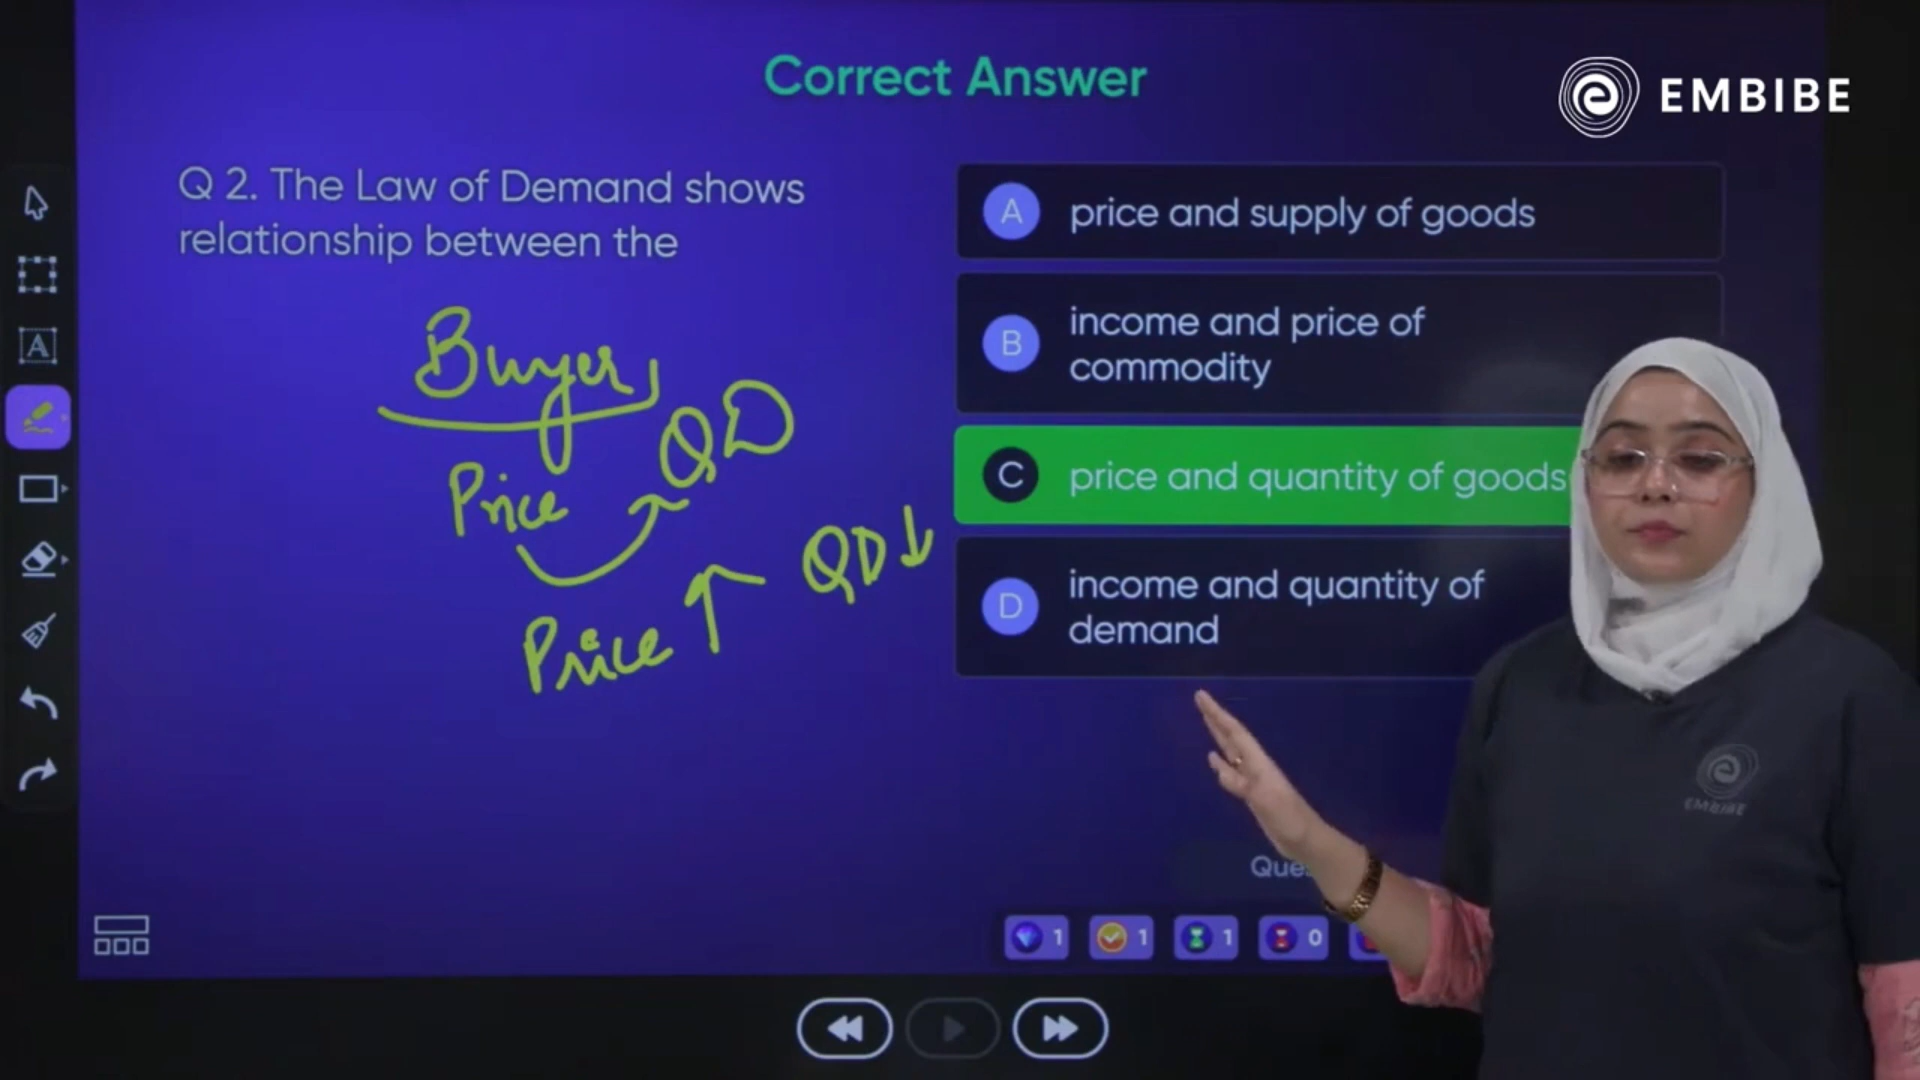 Correct Answer
EMBIBE
Q 2. The Law of Demand shows
relationship between the
A price and supply of goods
B income and price of
commodity
C price and quantity of goods
D income and quantity of
demand
Buyer
Price QD
Price ↑ QD↓
EMBIBE
1 1 1 0